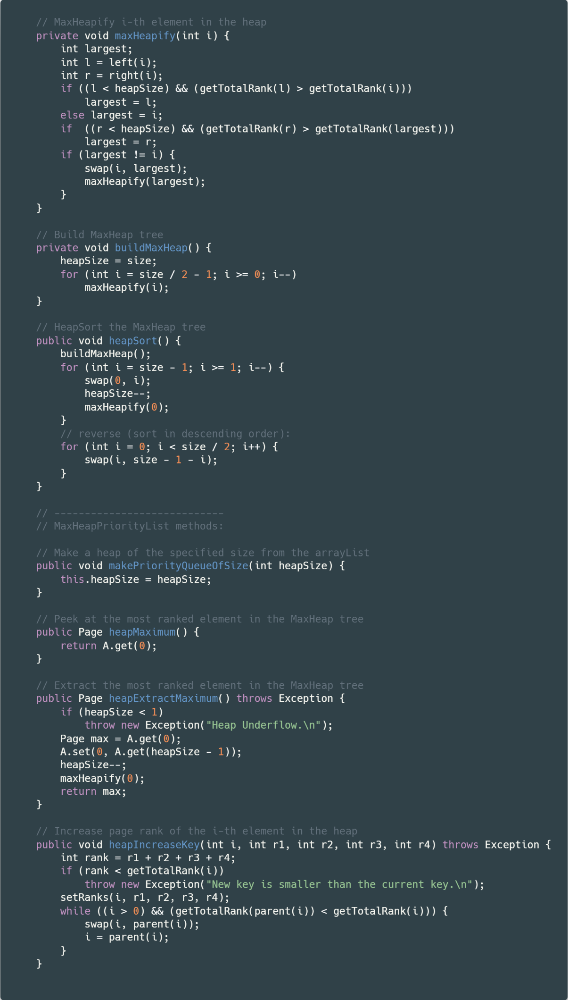 // MaxHeapify i-th element in the heap
private void maxHeapify(int i) {
    int largest;
    int l = left(i);
    int r = right(i);
    if ((l < heapSize) && (getTotalRank(l) > getTotalRank(i)))
        largest = l;
    else largest = i;
    if  ((r < heapSize) && (getTotalRank(r) > getTotalRank(largest)))
        largest = r;
    if (largest != i) {
        swap(i, largest);
        maxHeapify(largest);
    }
}

// Build MaxHeap tree
private void buildMaxHeap() {
    heapSize = size;
    for (int i = size / 2 - 1; i >= 0; i--)
        maxHeapify(i);
}

// HeapSort the MaxHeap tree
public void heapSort() {
    buildMaxHeap();
    for (int i = size - 1; i >= 1; i--) {
        swap(0, i);
        heapSize--;
        maxHeapify(0);
    }
    // reverse (sort in descending order):
    for (int i = 0; i < size / 2; i++) {
        swap(i, size - 1 - i);
    }
}

// ----------------------------
// MaxHeapPriorityList methods:

// Make a heap of the specified size from the arrayList
public void makePriorityQueueOfSize(int heapSize) {
    this.heapSize = heapSize;
}

// Peek at the most ranked element in the MaxHeap tree
public Page heapMaximum() {
    return A.get(0);
}

// Extract the most ranked element in the MaxHeap tree
public Page heapExtractMaximum() throws Exception {
    if (heapSize < 1)
        throw new Exception("Heap Underflow.\n");
    Page max = A.get(0);
    A.set(0, A.get(heapSize - 1));
    heapSize--;
    maxHeapify(0);
    return max;
}

// Increase page rank of the i-th element in the heap
public void heapIncreaseKey(int i, int r1, int r2, int r3, int r4) throws Exception {
    int rank = r1 + r2 + r3 + r4;
    if (rank < getTotalRank(i))
        throw new Exception("New key is smaller than the current key.\n");
    setRanks(i, r1, r2, r3, r4);
    while ((i > 0) && (getTotalRank(parent(i)) < getTotalRank(i))) {
        swap(i, parent(i));
        i = parent(i);
    }
}